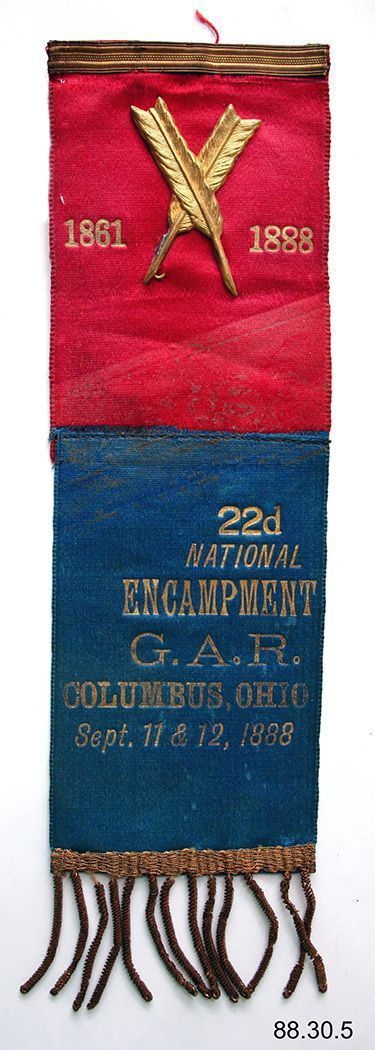 1861 1888
22d
NATIONAL
ENCAMPMENT
G.A.R.
COLUMBUS, OHIO
Sept. 11 & 12, 1888
88.30.5